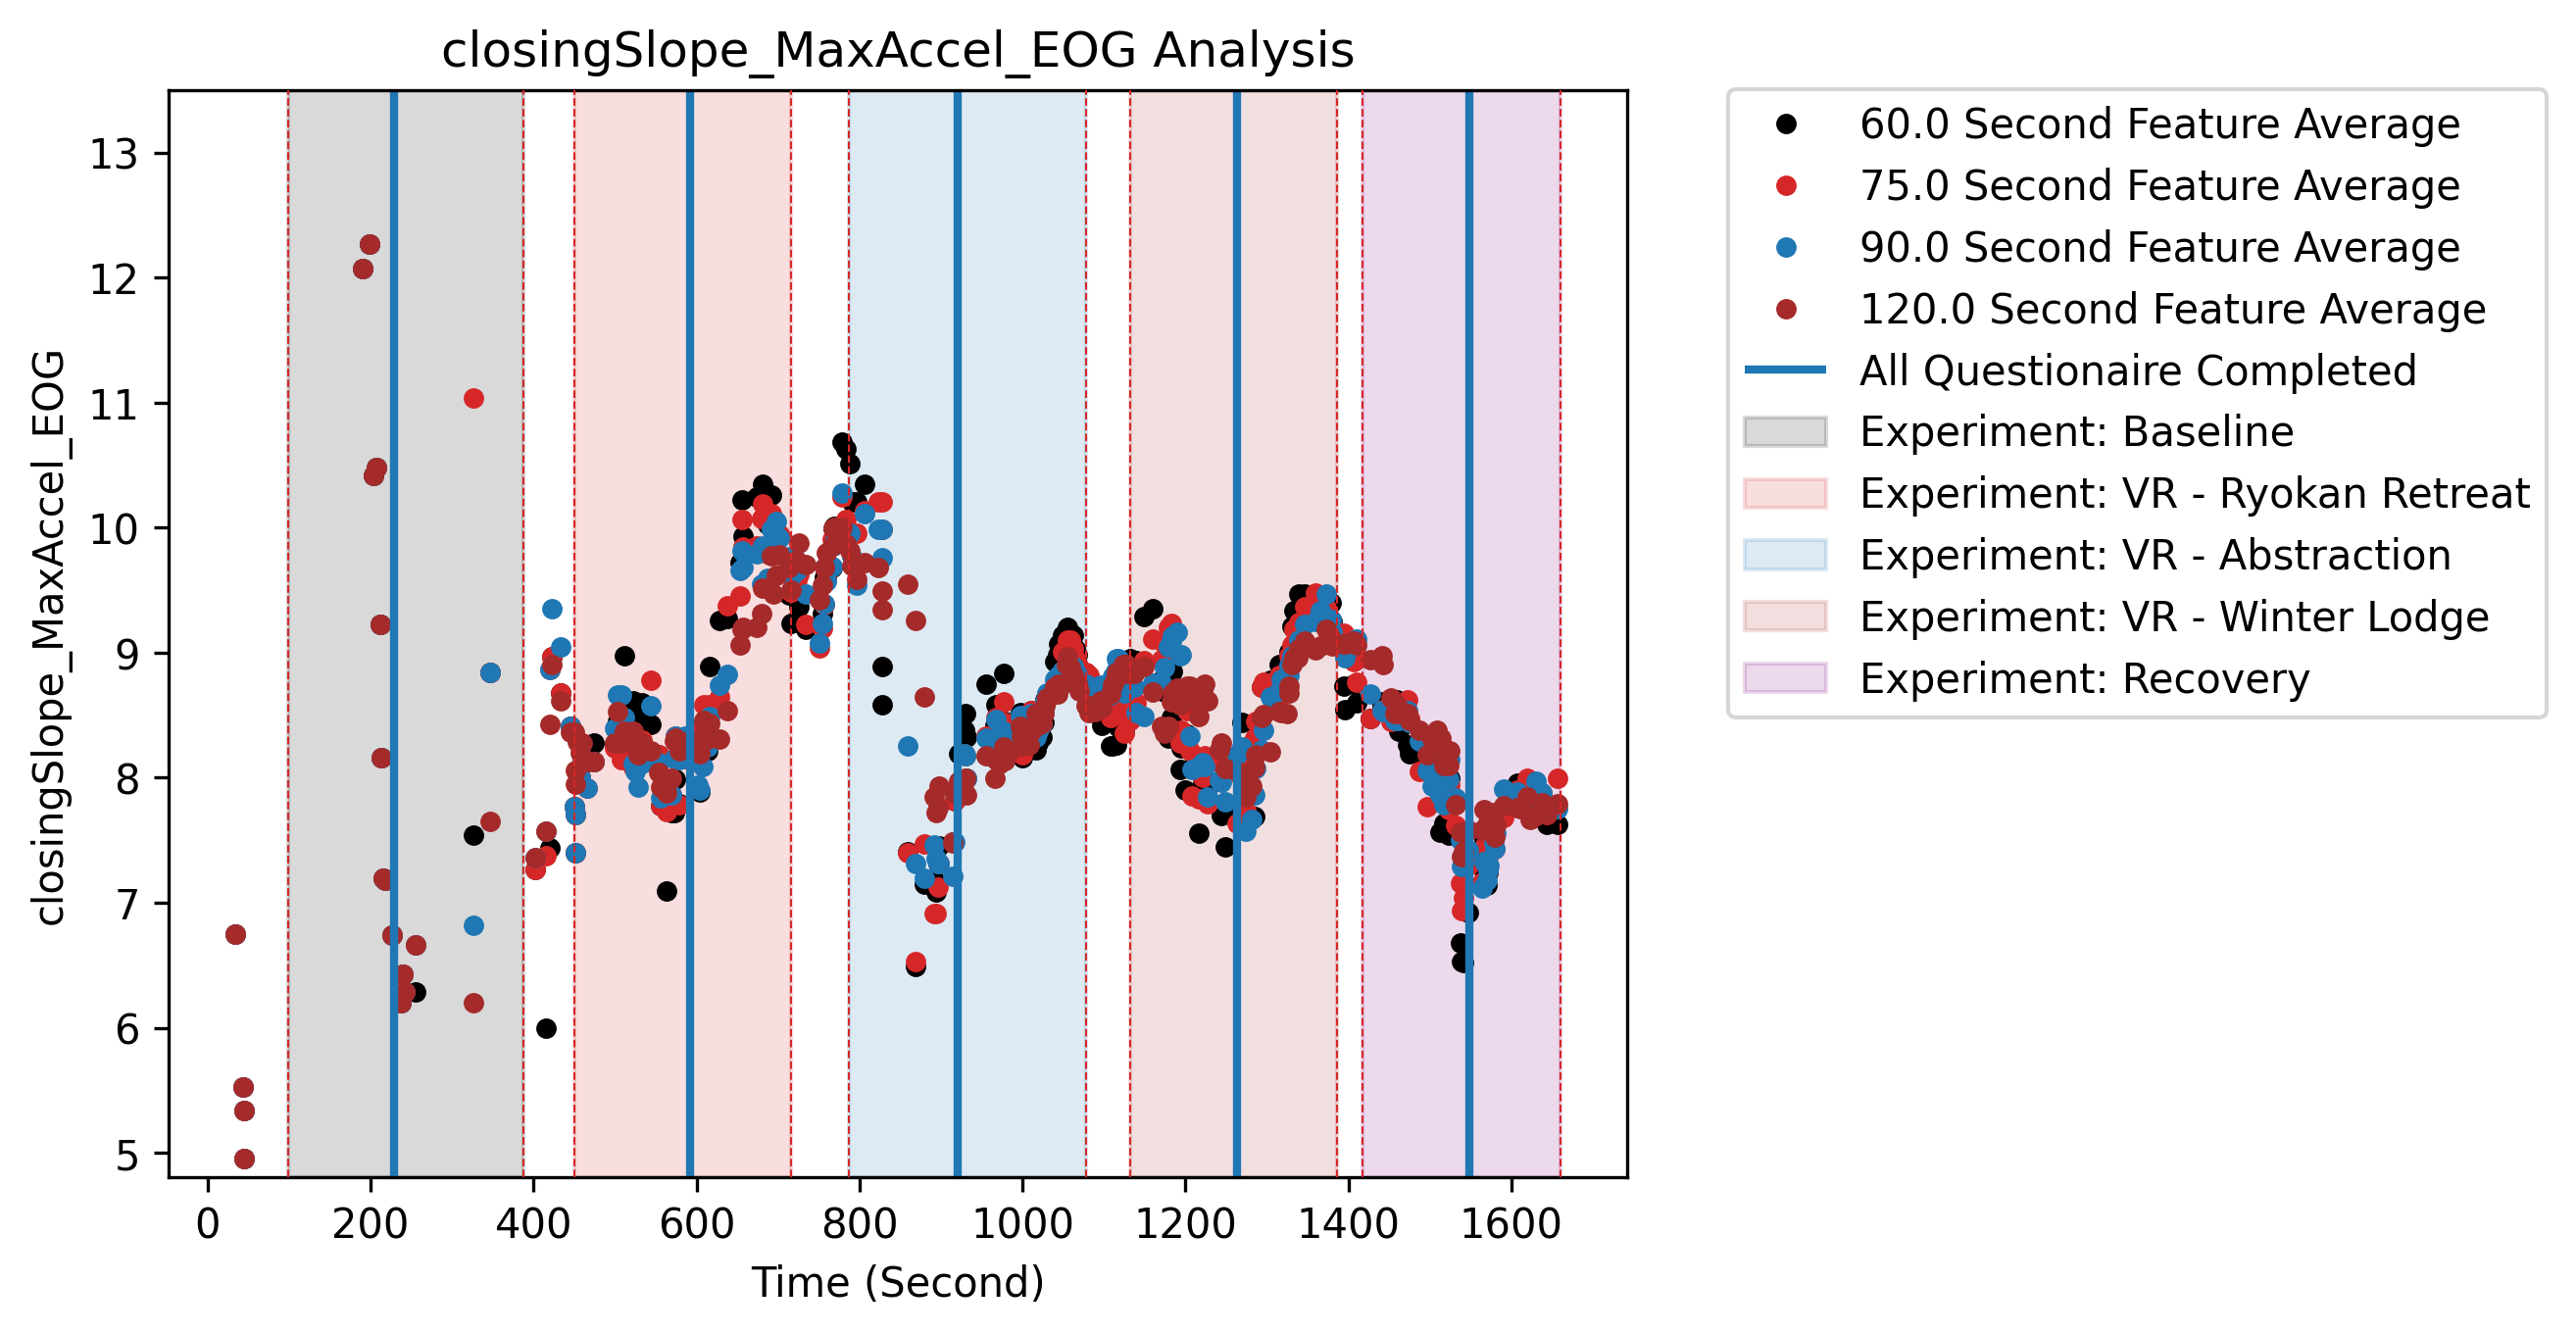 closingSlope_MaxAccel_EOG Analysis
closingSlope_MaxAccel_EOG
13
12
11
10
9
8
7
6
5
0 200 400 600 800 1000 1200 1400 1600
Time (Second)
60.0 Second Feature Average
75.0 Second Feature Average
90.0 Second Feature Average
120.0 Second Feature Average
All Questionaire Completed
Experiment: Baseline
Experiment: VR - Ryokan Retreat
Experiment: VR - Abstraction
Experiment: VR - Winter Lodge
Experiment: Recovery